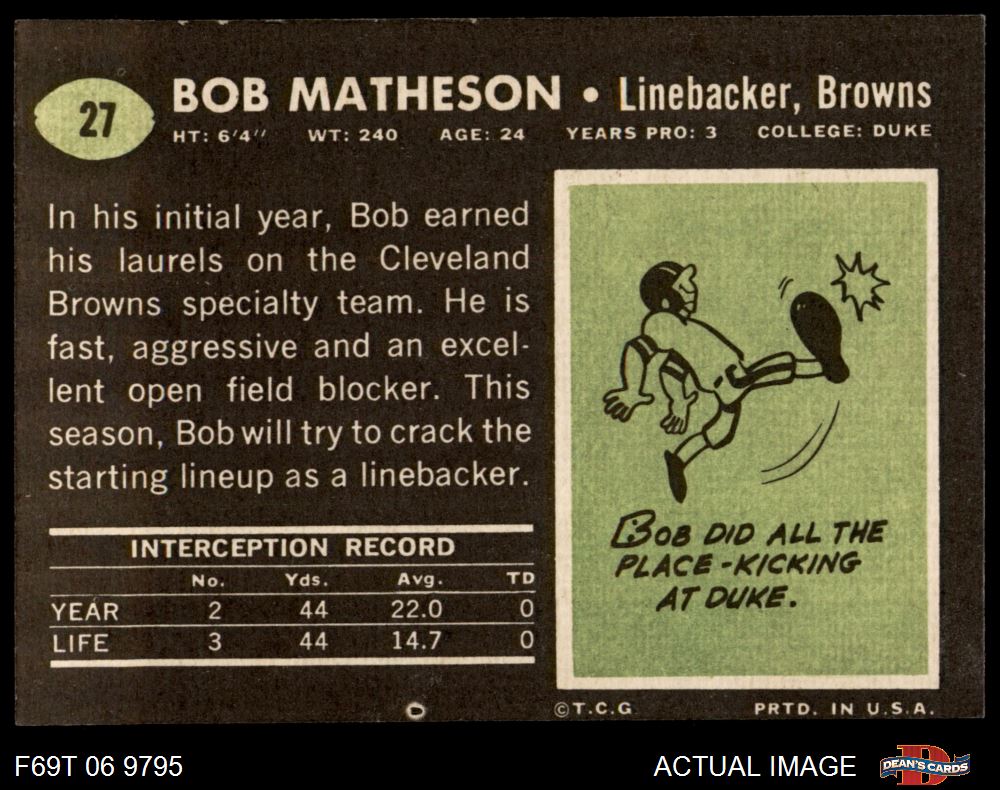 27
BOB MATHESON • Linebacker, Browns
HT: 6'4" WT: 240 AGE: 24 YEARS PRO: 3 COLLEGE: DUKE
In his initial year, Bob earned
his laurels on the Cleveland
Browns specialty team. He is
fast, aggressive and an excel-
lent open field blocker. This
season, Bob will try to crack the
starting lineup as a linebacker.
INTERCEPTION RECORD
No. Yds. Avg. TD
YEAR 2 44 22.0 0
LIFE 3 44 14.7 0
BOB DID ALL THE
PLACE-KICKING
AT DUKE.
©T.C.G PRTD. IN U.S.A.
F69T 06 9795
ACTUAL IMAGE
D
DEAN'S CARDS